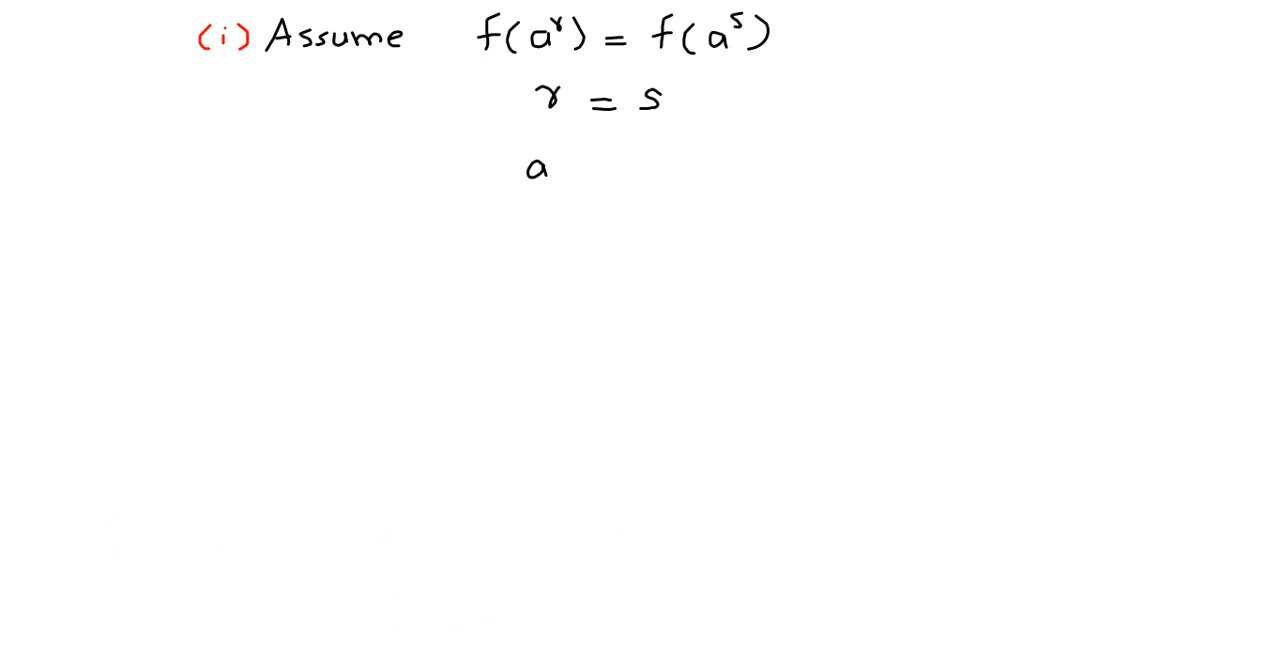 (i) Assume f(a^r) = f(a^s)
r = s
a